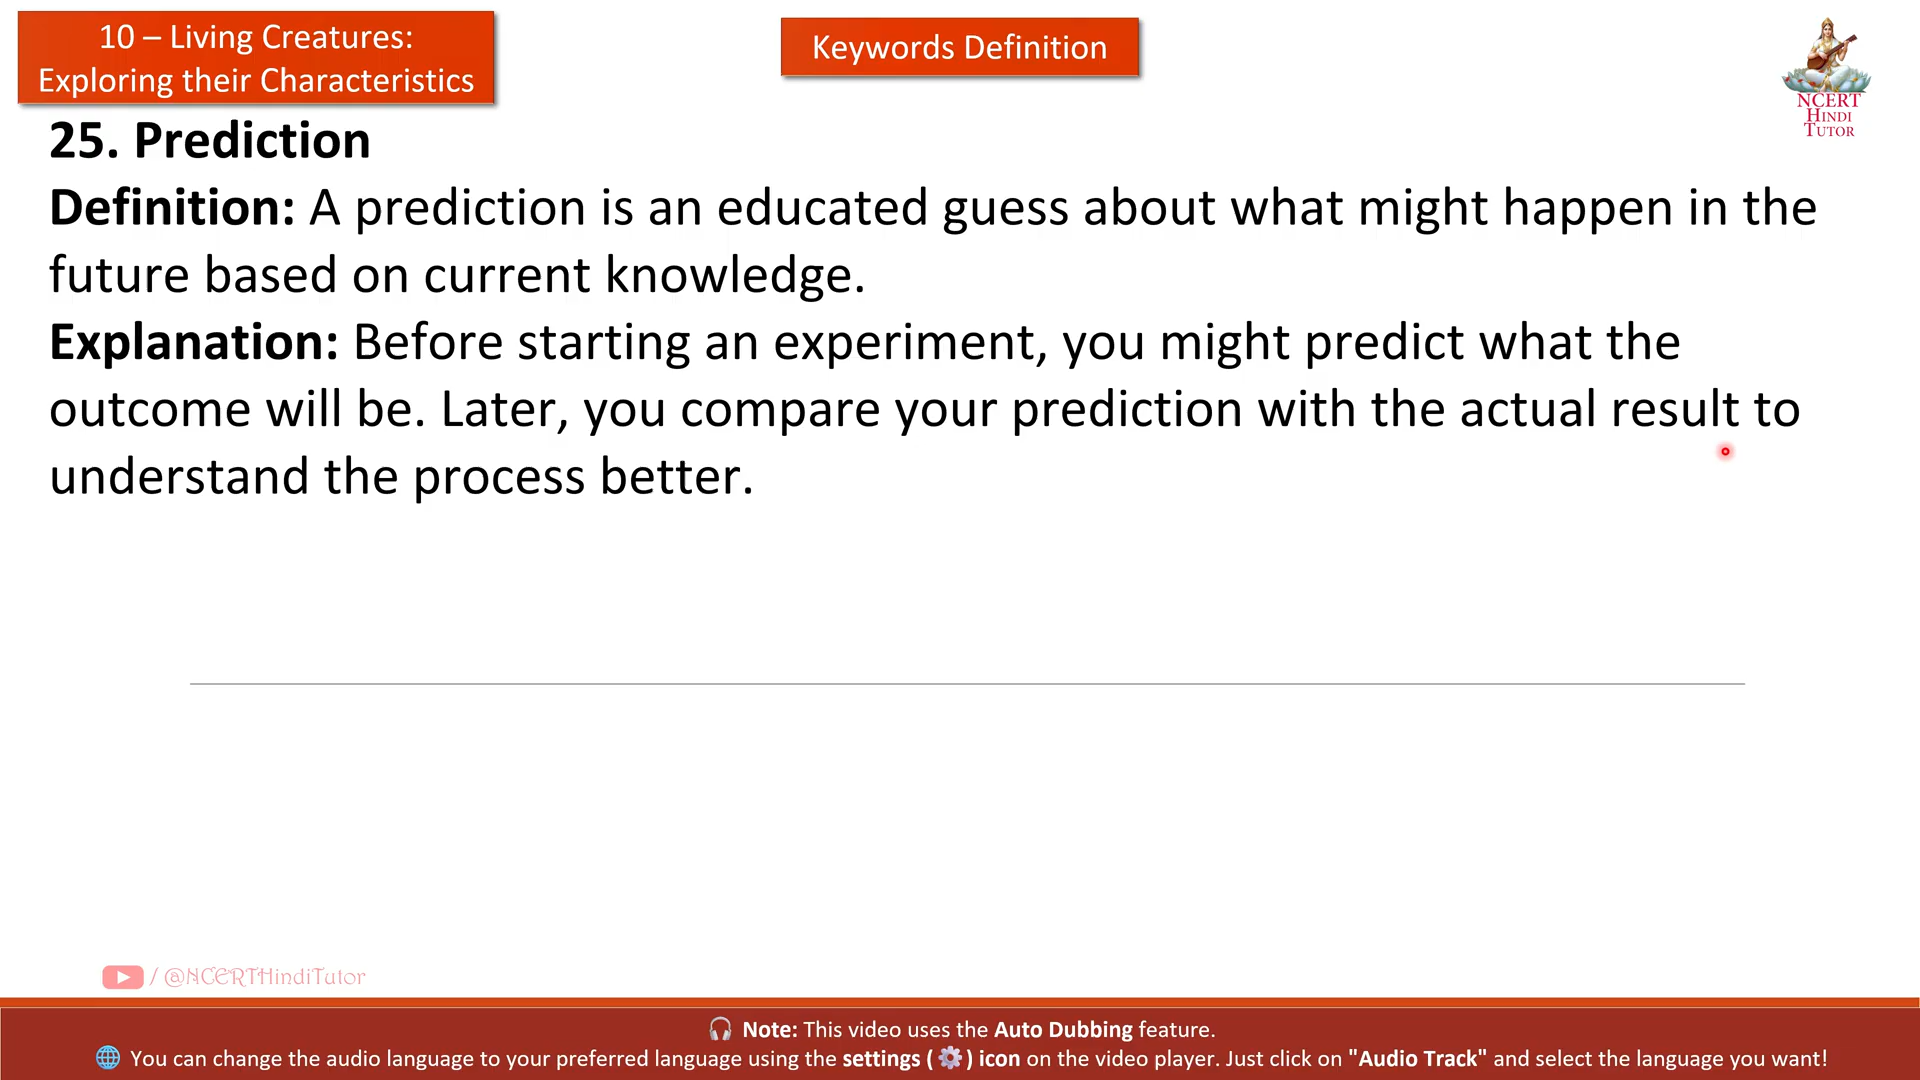 10 – Living Creatures:
Exploring their Characteristics
Keywords Definition
NCERT
HINDI
TUTOR
25. Prediction
Definition: A prediction is an educated guess about what might happen in the
future based on current knowledge.
Explanation: Before starting an experiment, you might predict what the
outcome will be. Later, you compare your prediction with the actual result to
understand the process better.
/ @NCERTHindiTutor
🎧 Note: This video uses the Auto Dubbing feature.
🌐 You can change the audio language to your preferred language using the settings ( ⚙️ ) icon on the video player. Just click on "Audio Track" and select the language you want!